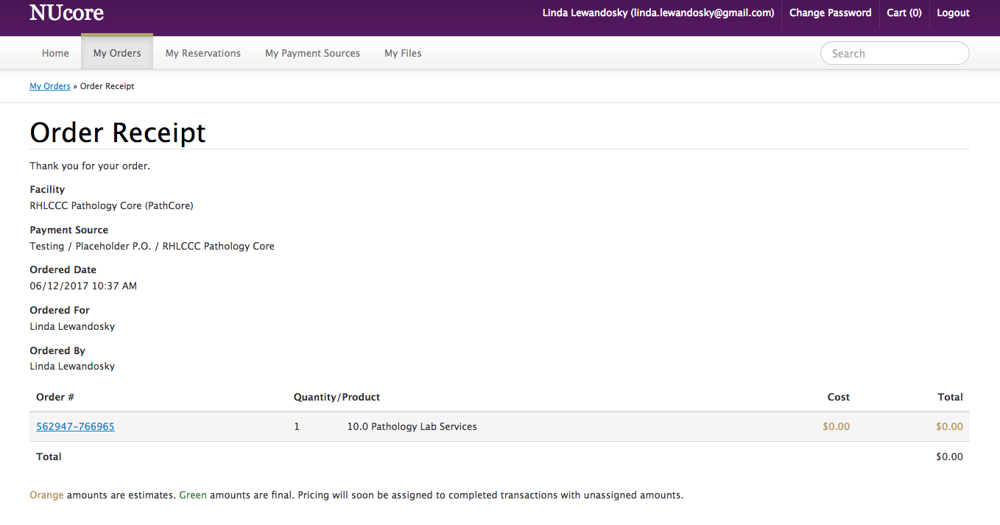 NUcore
Linda Lewandosky (linda.lewandosky@gmail.com) Change Password Cart (0) Logout
Home My Orders My Reservations My Payment Sources My Files Search
My Orders » Order Receipt
Order Receipt
Thank you for your order.
Facility
RHLCCC Pathology Core (PathCore)
Payment Source
Testing / Placeholder P.O. / RHLCCC Pathology Core
Ordered Date
06/12/2017 10:37 AM
Ordered For
Linda Lewandosky
Ordered By
Linda Lewandosky
Order # Quantity/Product Cost Total
562947-766965 1 10.0 Pathology Lab Services $0.00 $0.00
Total $0.00
Orange amounts are estimates. Green amounts are final. Pricing will soon be assigned to completed transactions with unassigned amounts.